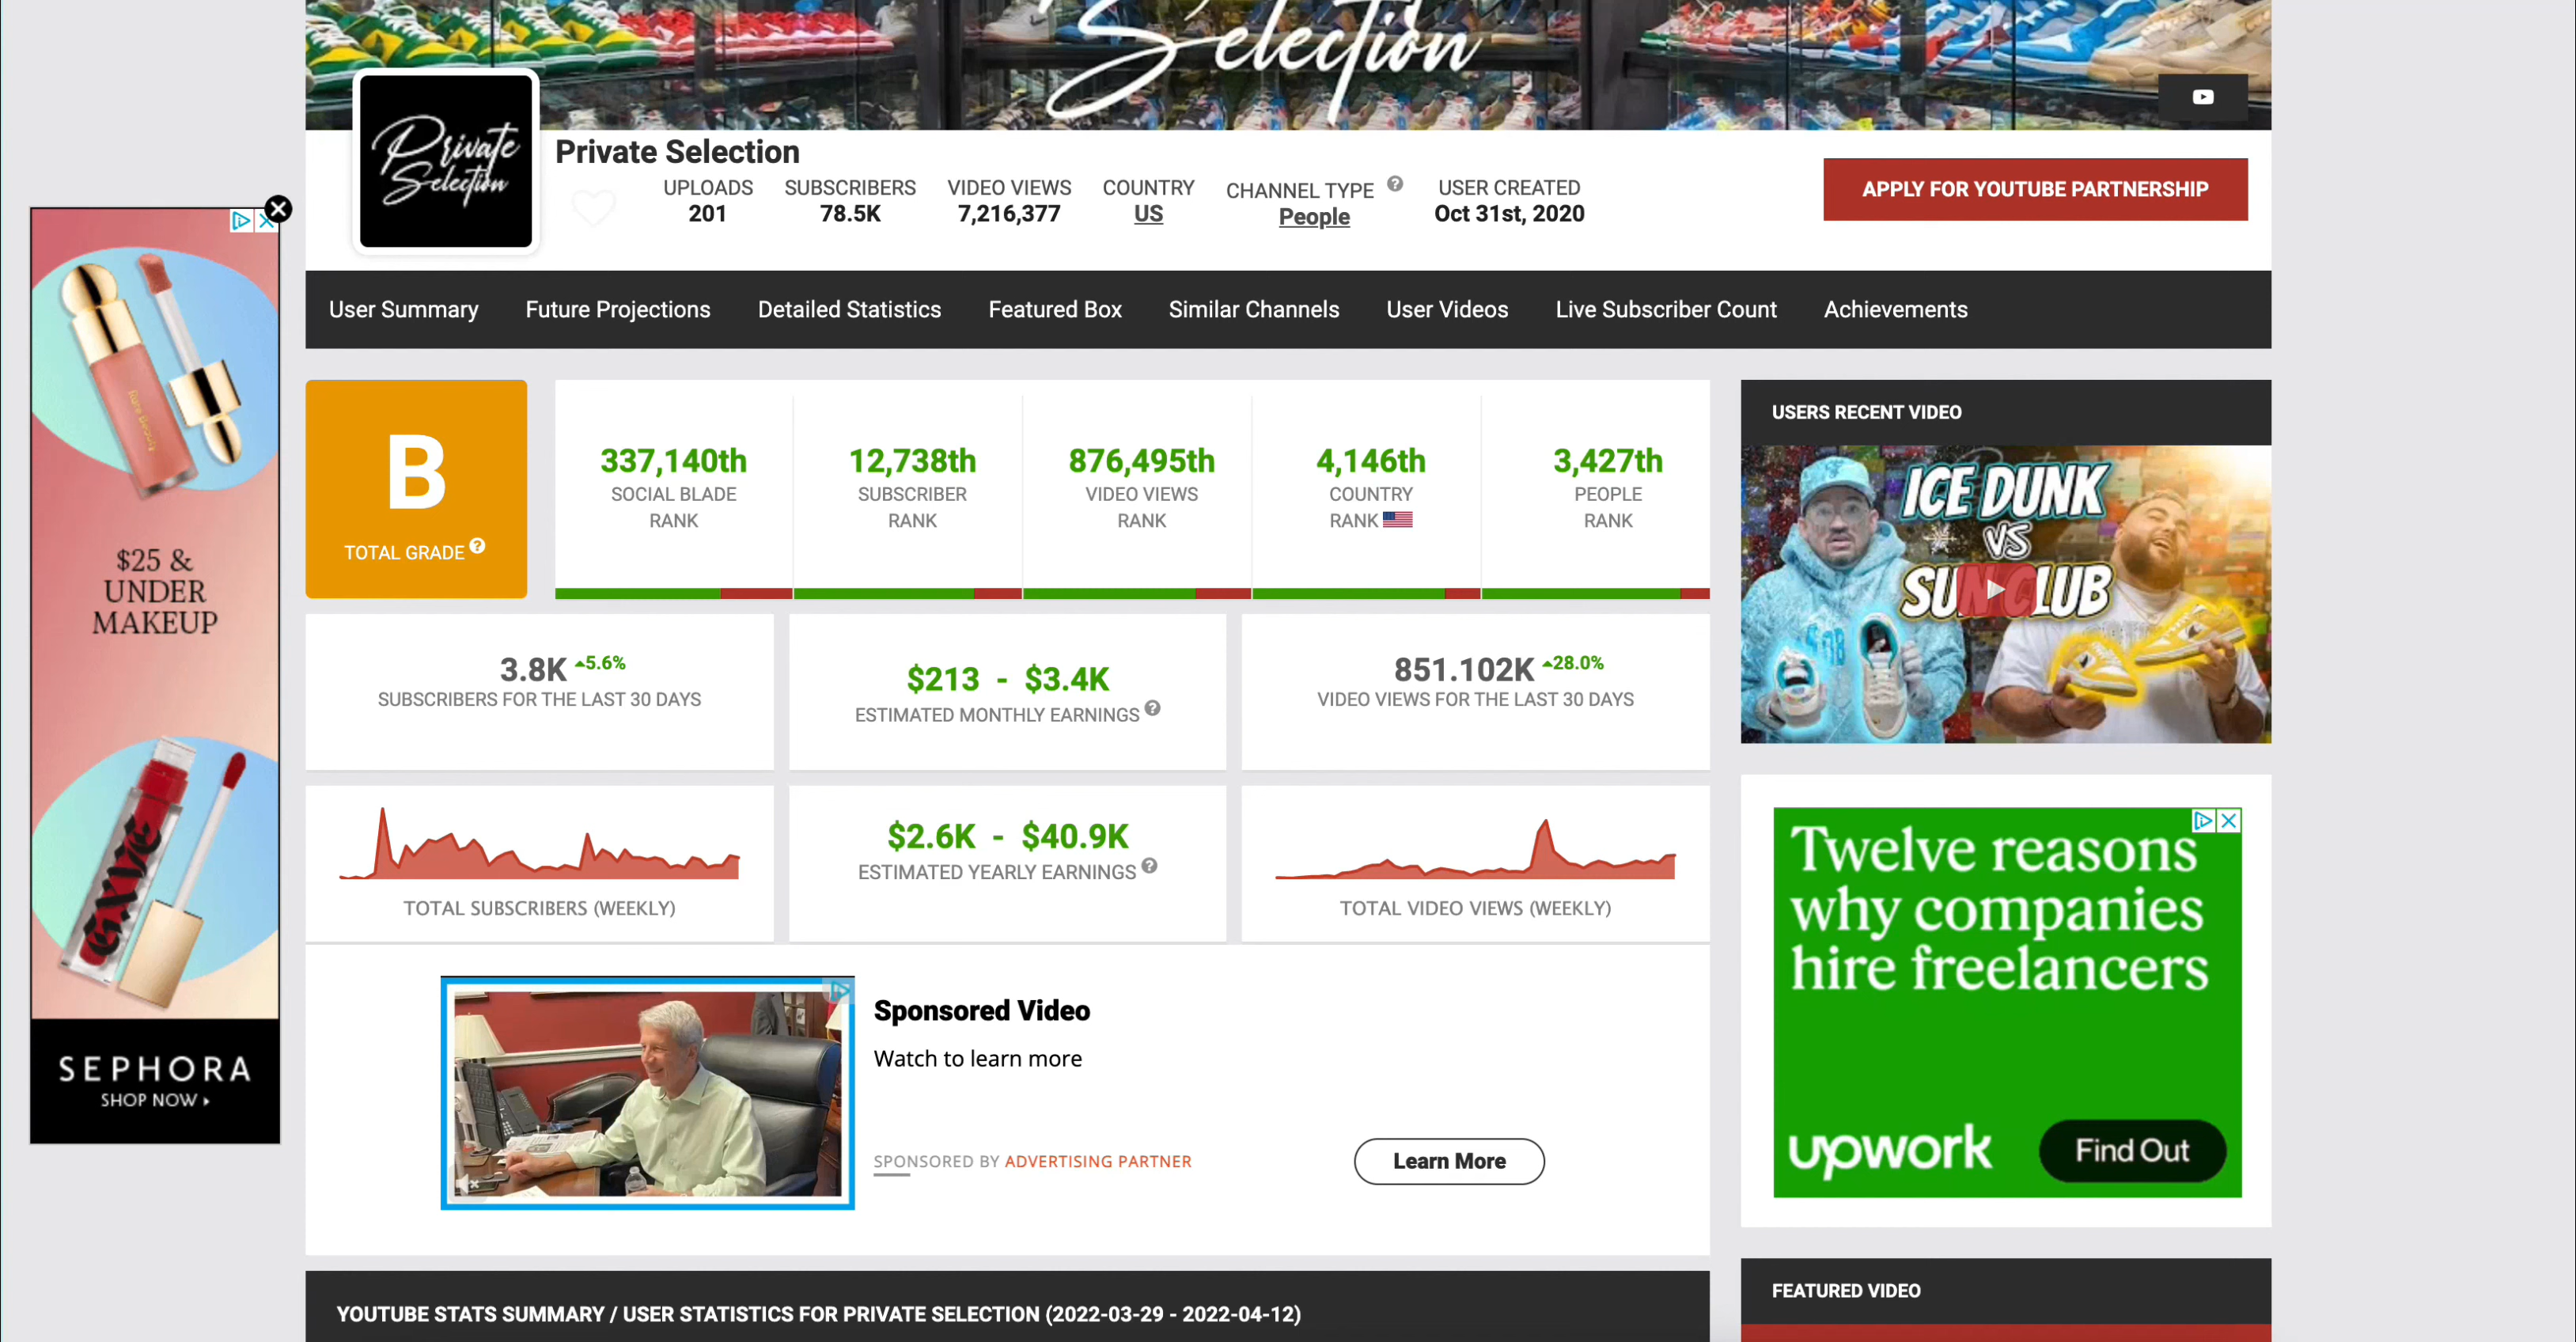 Selection
Private
Selection
Private Selection
UPLOADS
201
SUBSCRIBERS
78.5K
VIDEO VIEWS
7,216,377
COUNTRY
US
CHANNEL TYPE
People
USER CREATED
Oct 31st, 2020
APPLY FOR YOUTUBE PARTNERSHIP
User Summary Future Projections Detailed Statistics Featured Box Similar Channels User Videos Live Subscriber Count Achievements
B
TOTAL GRADE
337,140th
SOCIAL BLADE
RANK
12,738th
SUBSCRIBER
RANK
876,495th
VIDEO VIEWS
RANK
4,146th
COUNTRY
RANK
3,427th
PEOPLE
RANK
3.8K 5.6%
SUBSCRIBERS FOR THE LAST 30 DAYS
$213 - $3.4K
ESTIMATED MONTHLY EARNINGS
851.102K 28.0%
VIDEO VIEWS FOR THE LAST 30 DAYS
TOTAL SUBSCRIBERS (WEEKLY)
$2.6K - $40.9K
ESTIMATED YEARLY EARNINGS
TOTAL VIDEO VIEWS (WEEKLY)
Sponsored Video
Watch to learn more
SPONSORED BY ADVERTISING PARTNER
Learn More
YOUTUBE STATS SUMMARY / USER STATISTICS FOR PRIVATE SELECTION (2022-03-29 - 2022-04-12)
USERS RECENT VIDEO
ICE DUNK
VS
SUN CLUB
Twelve reasons
why companies
hire freelancers
upwork
Find Out
FEATURED VIDEO
Rare Beauty
$25 &
UNDER
MAKEUP
GXVE
SEPHORA
SHOP NOW